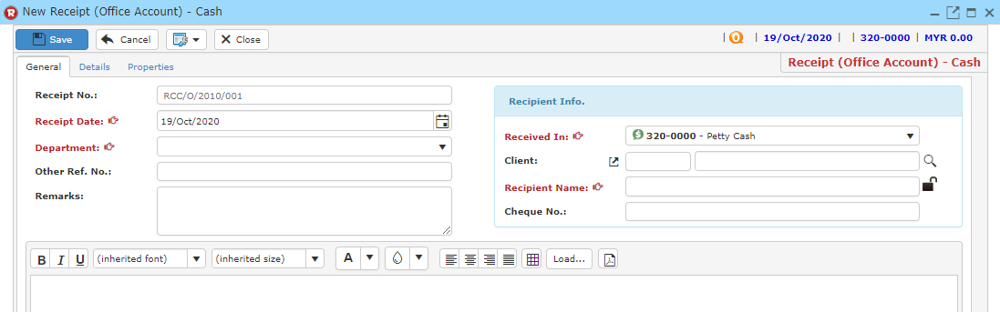 New Receipt (Office Account) - Cash
Save Cancel Close | | 19/Oct/2020 | | 320-0000 | MYR 0.00
General Details Properties
Receipt (Office Account) - Cash
Receipt No.: RCC/O/2010/001
Receipt Date: 19/Oct/2020
Department:
Other Ref. No.:
Remarks:
Recipient Info.
Received In: 320-0000 - Petty Cash
Client:
Recipient Name:
Cheque No.:
B I U (inherited font) (inherited size) A Load...